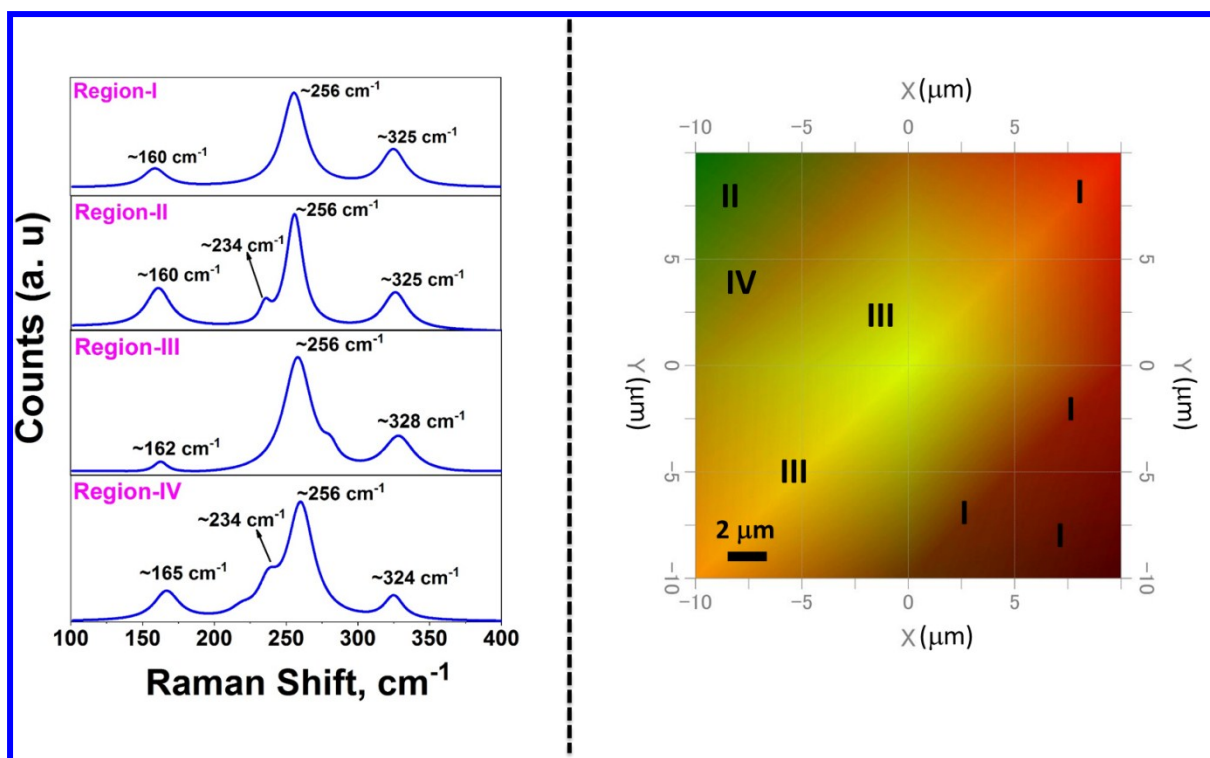 Region-I
~256 cm-1
~160 cm-1
~325 cm-1
Region-II
~256 cm-1
~234 cm-1
~160 cm-1
~325 cm-1
Region-III
~256 cm-1
~162 cm-1
~328 cm-1
Region-IV
~256 cm-1
~234 cm-1
~165 cm-1
~324 cm-1
100 150 200 250 300 350 400
Raman Shift, cm-1
Counts (a. u)
X (μm)
−10 −5 0 5
5
0
−5
−10
Y (μm)
II
I
IV
III
I
III
I
I
2 μm
5
0
−5
−10
Y (μm)
−10 −5 0 5
X (μm)